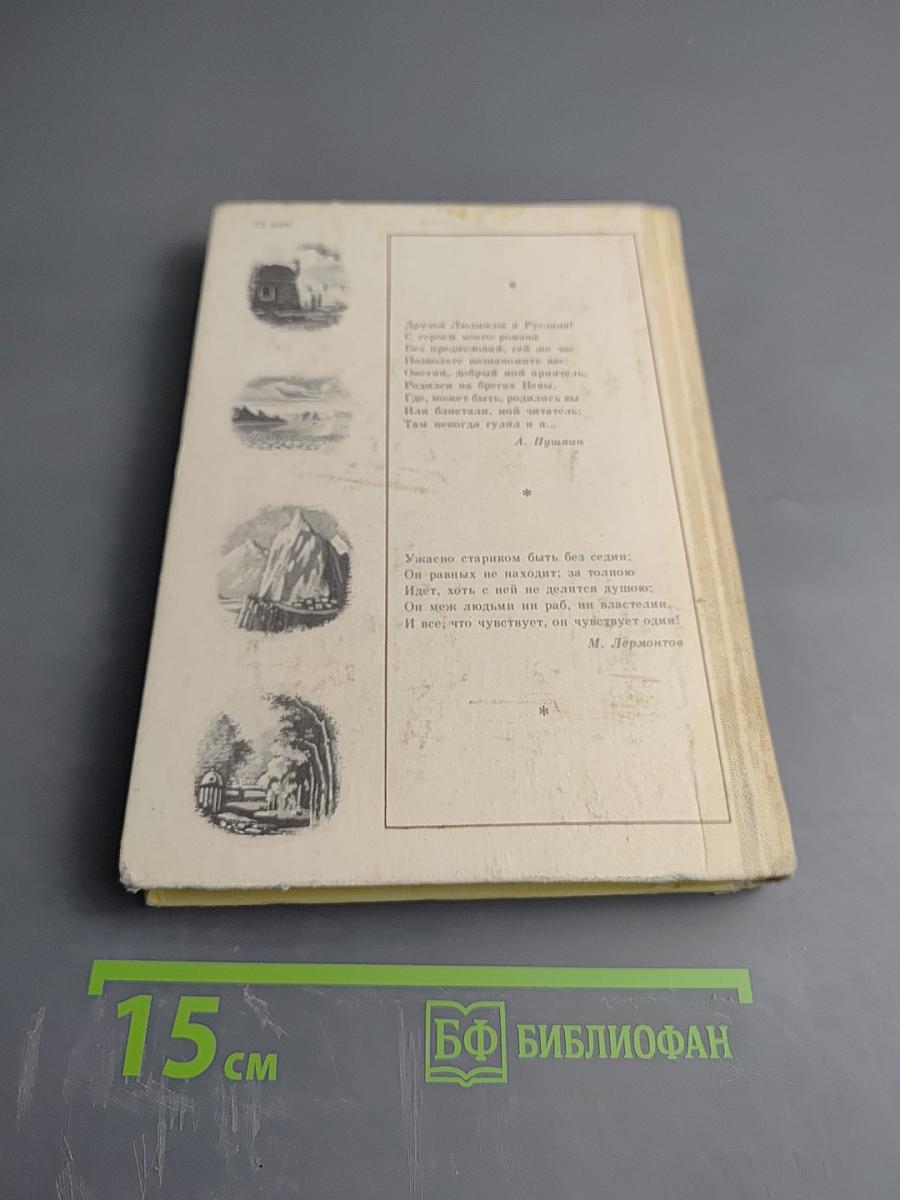 *
Друзья Людмилы и Руслана!
С героем моего романа
Без предисловий, сей же час
Позвольте познакомить вас:
Онегин, добрый мой приятель,
Родился на брегах Невы,
Где, может быть, родились вы
Или блистали, мой читатель;
Там некогда гулял и я...
А. Пушкин
*
Ужасно стариком быть без седин;
Он равных не находит; за толпою
Идёт, хоть с ней не делится душою;
Он меж людьми ни раб, ни властелин,
И все, что чувствует, он чувствует один!
М. Лермонтов
*
15 см
БФ БИБЛИОФАН